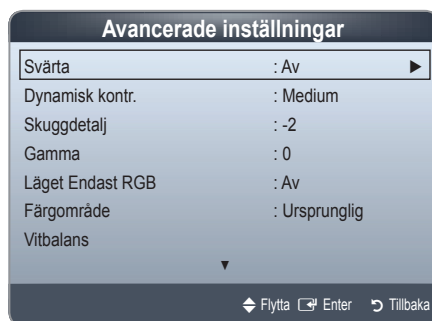 Avancerade inställningar
Svärta : Av
Dynamisk kontr. : Medium
Skuggdetalj : -2
Gamma : 0
Läget Endast RGB : Av
Färgområde : Ursprunglig
Vitbalans
Flytta Enter Tillbaka